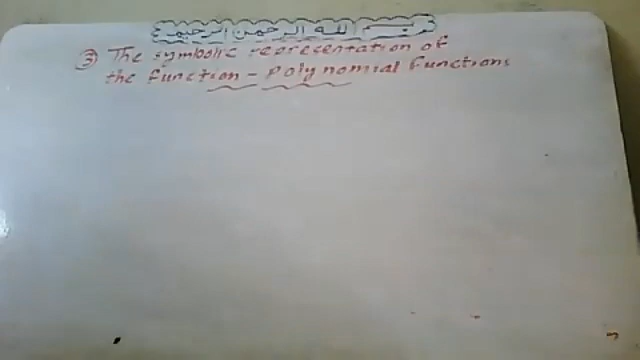 بسم الله الرحمن الرحيم
③ The symbolic representation of
the function - Polynomial Functions